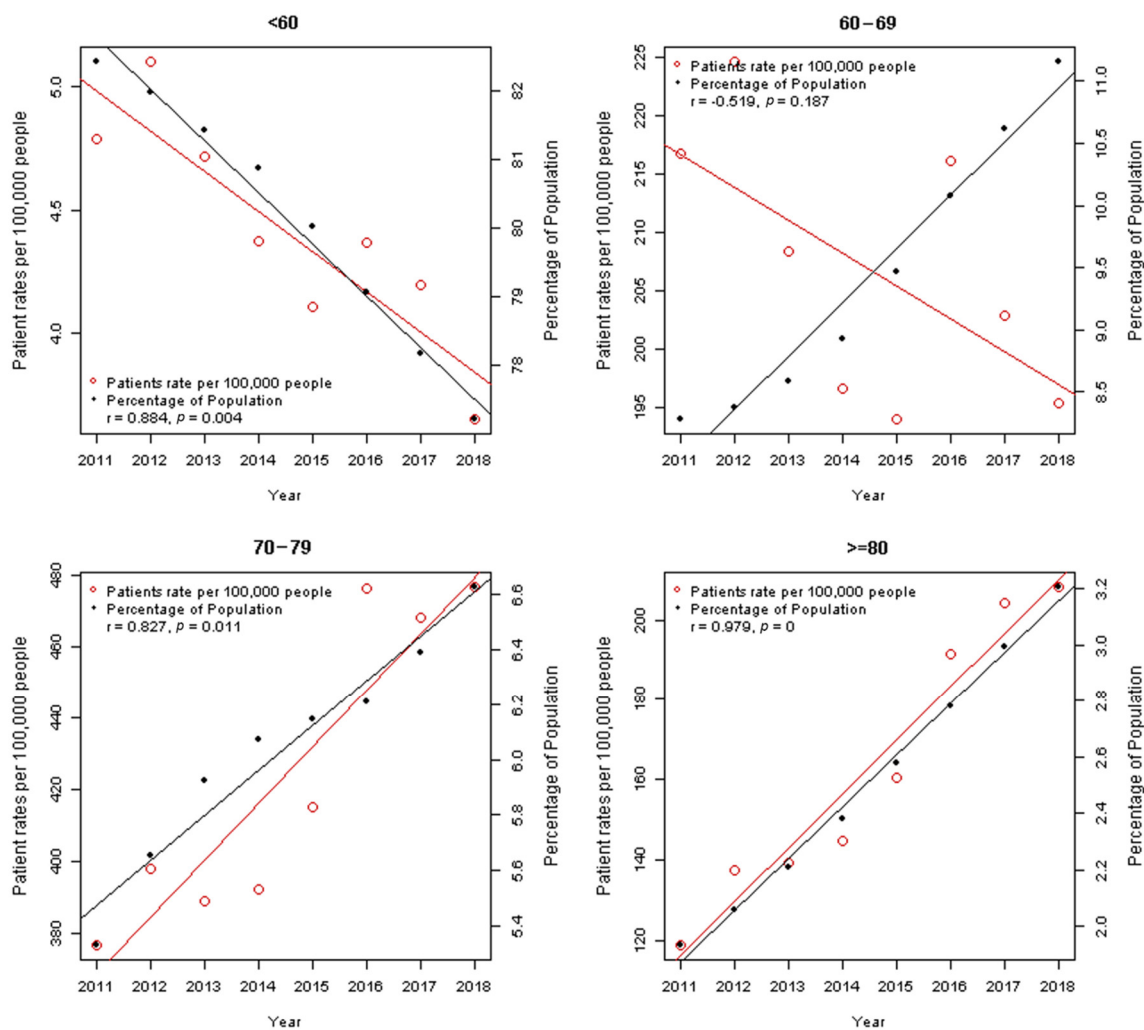 <60
Patient rates per 100,000 people
5.0
4.5
4.0
Patients rate per 100,000 people
Percentage of Population
r = 0.884, p = 0.004
82
81
80
79
78
Percentage of Population
2011 2012 2013 2014 2015 2016 2017 2018
Year
60-69
Patient rates per 100,000 people
225
220
215
210
205
200
195
Patients rate per 100,000 people
Percentage of Population
r = -0.519, p = 0.187
11.0
10.5
10.0
9.5
9.0
8.5
Percentage of Population
2011 2012 2013 2014 2015 2016 2017 2018
Year
70-79
Patient rates per 100,000 people
480
460
440
420
400
380
Patients rate per 100,000 people
Percentage of Population
r = 0.827, p = 0.011
6.6
6.4
6.2
6.0
5.8
5.6
5.4
Percentage of Population
2011 2012 2013 2014 2015 2016 2017 2018
Year
>=80
Patient rates per 100,000 people
200
180
160
140
120
Patients rate per 100,000 people
Percentage of Population
r = 0.979, p = 0
3.2
3.0
2.8
2.6
2.4
2.2
2.0
Percentage of Population
2011 2012 2013 2014 2015 2016 2017 2018
Year